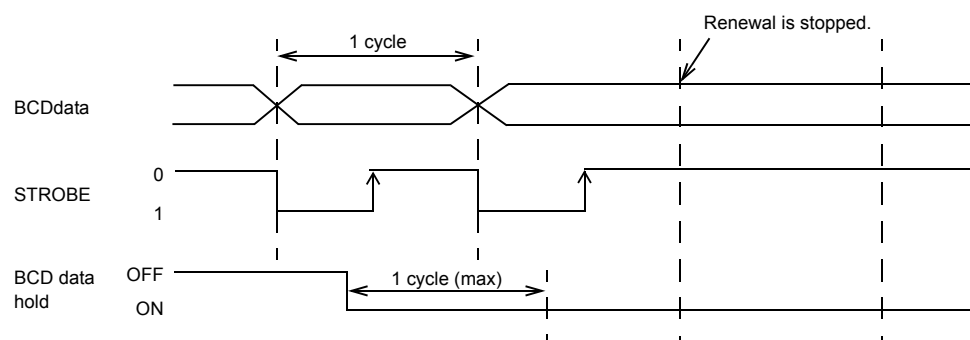 Renewal is stopped.
1 cycle
BCDdata
STROBE
0
1
BCD data
hold
OFF
ON
1 cycle (max)